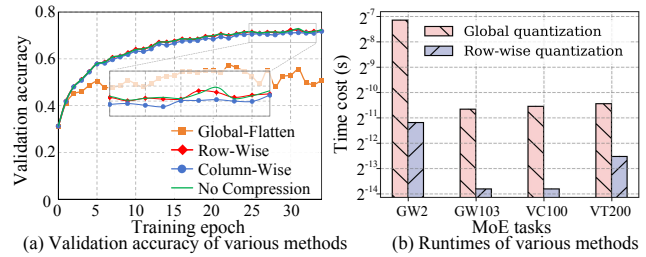 0.8
0.6
0.4
0.2
0
Validation accuracy
Global-Flatten
Row-Wise
Column-Wise
No Compression
0 5 10 15 20 25 30
Training epoch
(a) Validation accuracy of various methods
2^-7
2^-8
2^-9
2^-10
2^-11
2^-12
2^-13
2^-14
Time cost (s)
Global quantization
Row-wise quantization
GW2 GW103 VC100 VT200
MoE tasks
(b) Runtimes of various methods